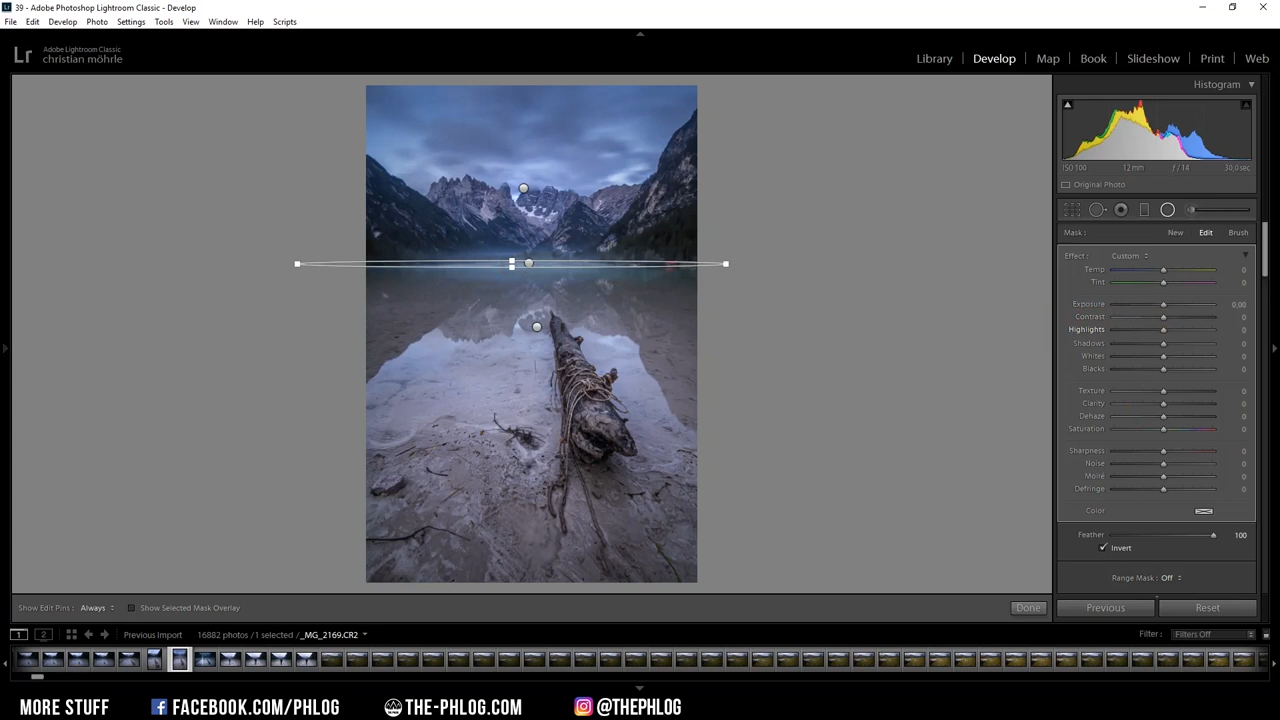 39 - Adobe Photoshop Lightroom Classic - Develop
File Edit Develop Photo Settings Tools View Window Help Scripts
Lr Adobe Lightroom Classic
christian möhrle
Library | Develop | Map | Book | Slideshow | Print | Web
Histogram
ISO 100 12 mm ƒ / 14 30,0 sec
Original Photo
Mask : New Edit Brush
Effect : Custom
Temp 0
Tint 0
Exposure 0,00
Contrast 0
Highlights 0
Shadows 0
Whites 0
Blacks 0
Texture 0
Clarity 0
Dehaze 0
Saturation 0
Sharpness 0
Noise 0
Moiré 0
Defringe 0
Color
Feather 100
Invert
Range Mask : Off
Show Edit Pins : Always Show Selected Mask Overlay Done Previous Reset
1 2 Previous Import 16882 photos / 1 selected / _MG_2169.CR2 Filter : Filters Off
MORE STUFF FACEBOOK.COM/PHLOG THE-PHLOG.COM @THEPHLOG